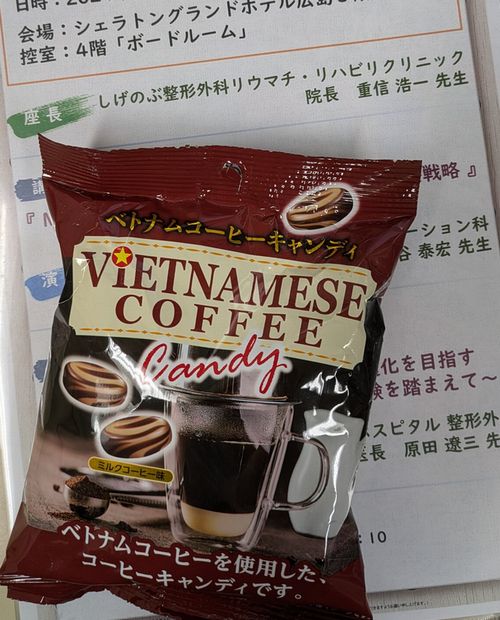 会場：シェラトングランドホテル広島
控室：4階「ボードルーム」
座長
しげのぶ整形外科リウマチ・リハビリクリニック
院長 重信 浩一 先生
戦略 』
ベトナムコーヒーキャンディ
VIETNAMESE
COFFEE
Candy
ーション科
谷 泰宏 先生
演
化を目指す
を踏まえて～
ミルクコーヒー味
スピタル 整形外
医長 原田 遼三 先
ベトナムコーヒーを使用した、
コーヒーキャンディです。
:10